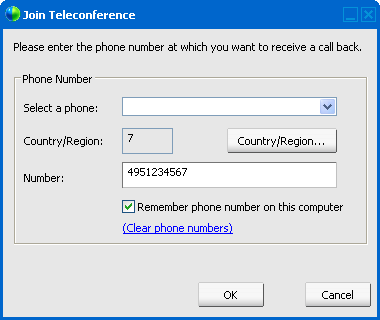 Join Teleconference
Please enter the phone number at which you want to receive a call back.
Phone Number
Select a phone:
Country/Region: 7 Country/Region...
Number: 4951234567
Remember phone number on this computer
(Clear phone numbers)
OK Cancel